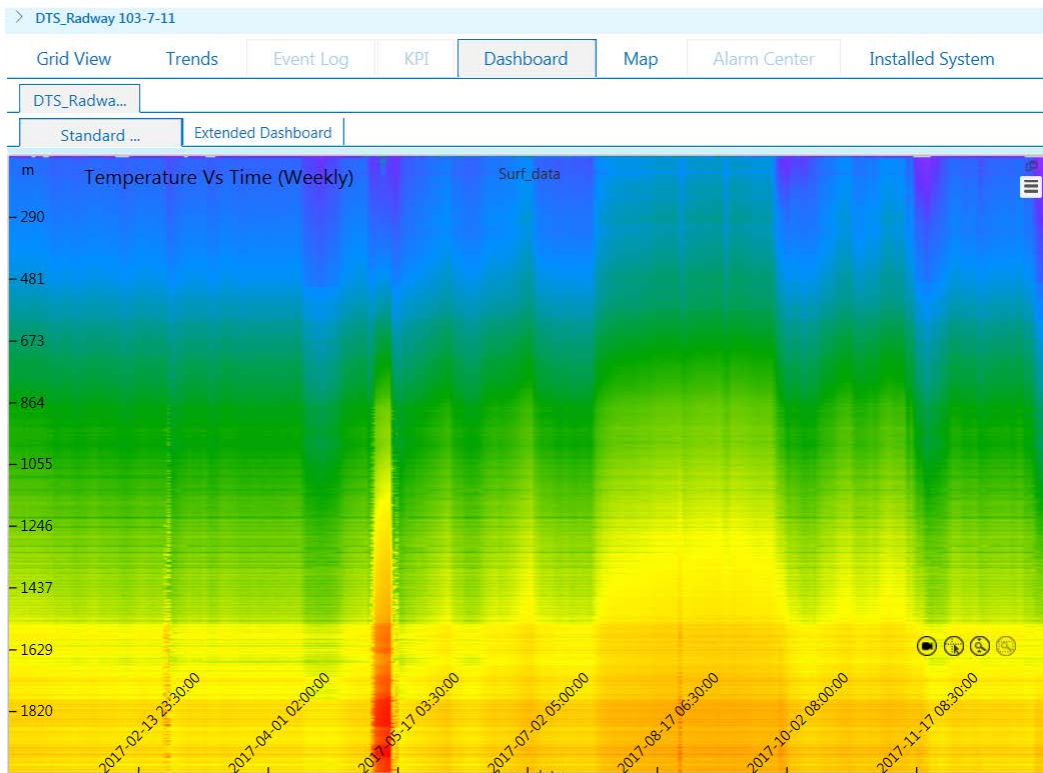 DTS_Radway 103-7-11
Grid View Trends Event Log KPI Dashboard Map Alarm Center Installed System
DTS_Radwa...
Standard ... Extended Dashboard
m Temperature Vs Time (Weekly) Surf_data
290
481
673
864
1055
1246
1437
1629
1820
2017-02-13 23:30:00 2017-04-01 02:00:00 2017-05-17 03:30:00 2017-07-02 05:00:00 2017-08-17 06:30:00 2017-10-02 08:00:00 2017-11-17 08:30:00